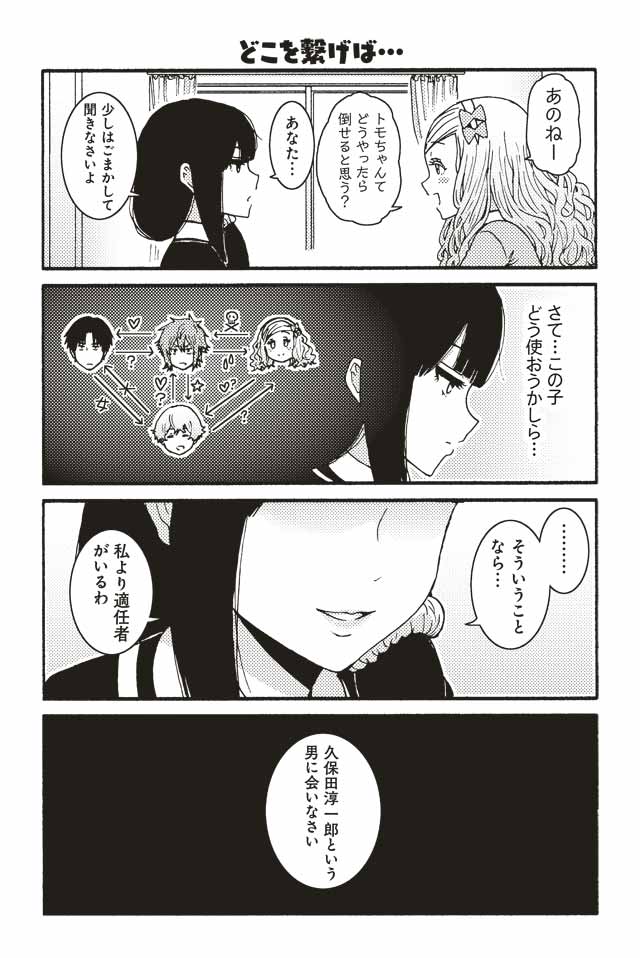 どこを繋げば…
あのねー
トモちゃんて
どうやったら
倒せると思う?
あなた…
少しはごまかして
聞きなさいよ
さて…この子
どう使おうかしら…
♡
?
?
♡
?
☆
♡?
?
女
………
そういうこと
なら…
私より適任者
がいるわ
久保田淳一郎という
男に会いなさい